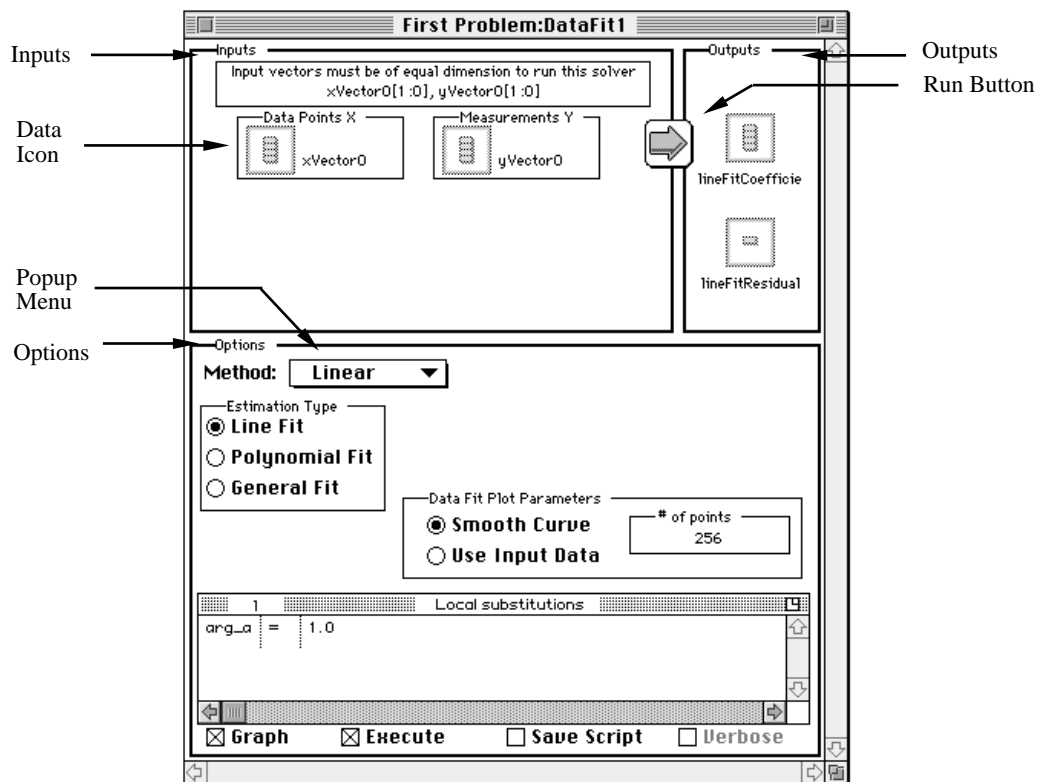 First Problem:DataFit1
Inputs
Inputs
Outputs
Outputs
Input vectors must be of equal dimension to run this solver
xVector0[1 :0], yVector0[1 :0]
Run Button
Data
Icon
Data Points X
xVector0
Measurements Y
yVector0
lineFitCoefficie
lineFitResidual
Popup
Menu
Options
Options
Method:
Linear
Estimation Type
Line Fit
Polynomial Fit
General Fit
Data Fit Plot Parameters
Smooth Curve
Use Input Data
# of points
256
1 Local substitutions
arg_a = 1.0
Graph
Execute
Save Script
Verbose